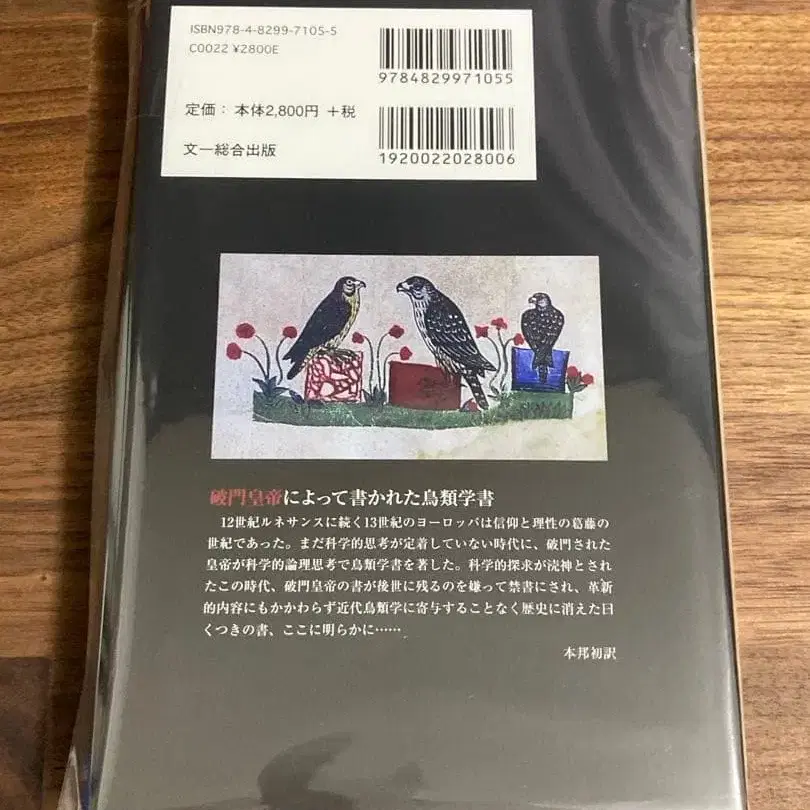 ISBN978-4-8299-7105-5
C0022 ¥2800E
9784829971055
定価： 本体2,800円 +税
文一総合出版
1920022028006
破門皇帝によって書かれた鳥類学書
12世紀ルネサンスに続く13世紀のヨーロッパは信仰と理性の葛藤の
世紀であった。まだ科学的思考が定着していない時代に、破門された
皇帝が科学的論理思考で鳥類学書を著した。科学的探求が涜神とされ
たこの時代、破門皇帝の書が後世に残るのを嫌って禁書にされ、革新
的内容にもかかわらず近代鳥類学に寄与することなく歴史に消えた曰
くつきの書、ここに明らかに……
本邦初訳